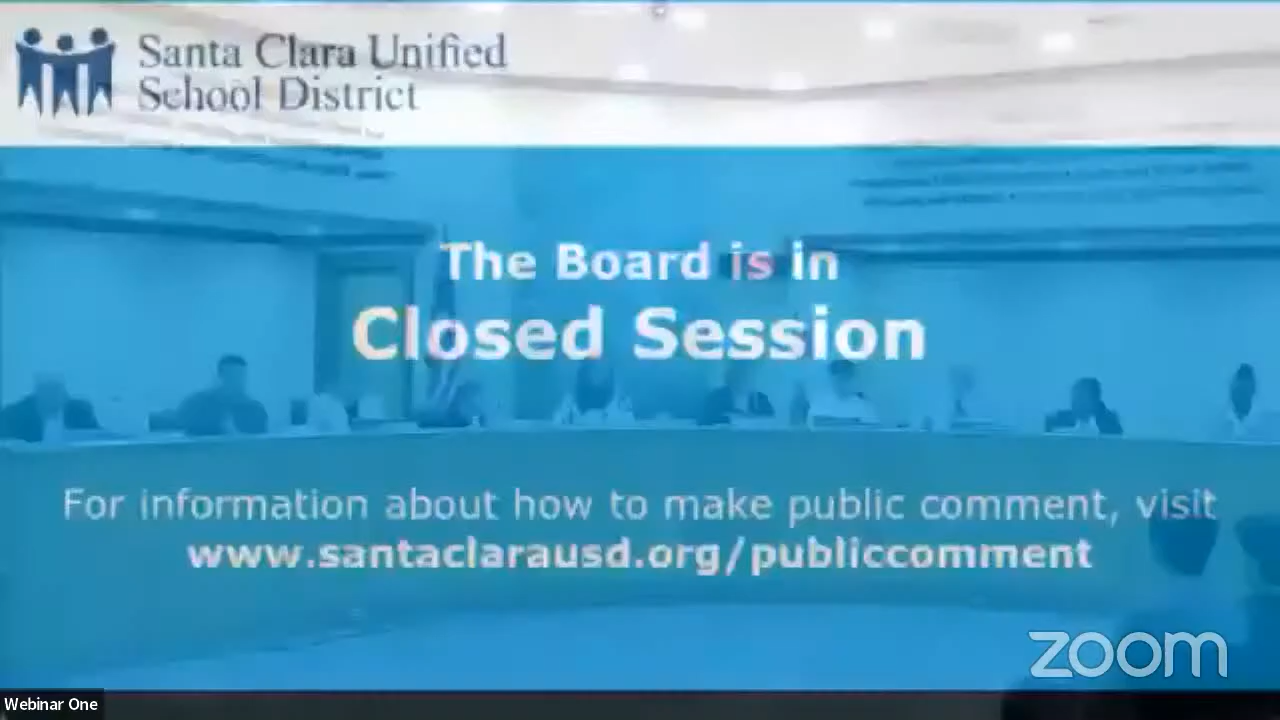 Santa Clara Unified
School District
The Board is in
Closed Session
For information about how to make public comment, visit
www.santaclarausd.org/publiccomment
zoom
Webinar One